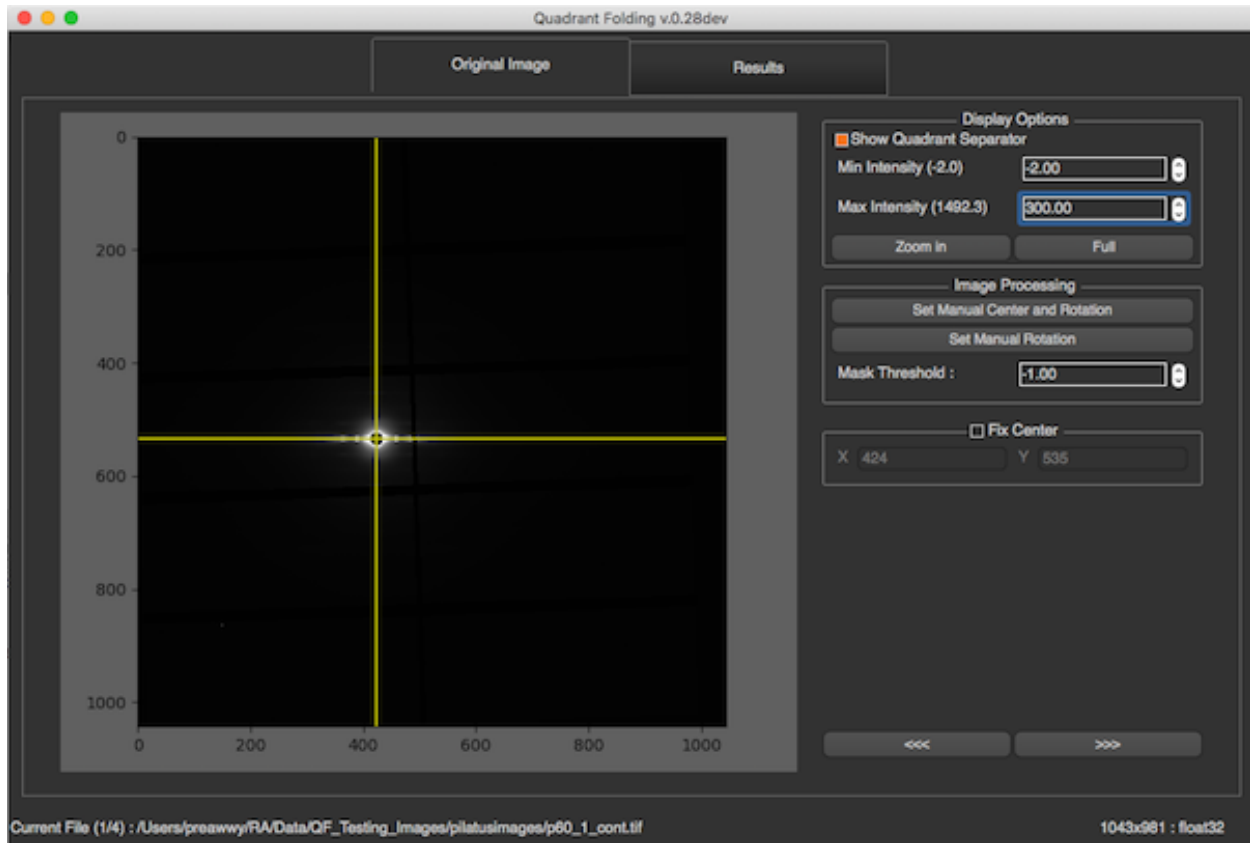 Quadrant Folding v.0.28dev
Original Image
Results
0
200
400
600
800
1000
0
200
400
600
800
1000
Display Options
Show Quadrant Separator
Min Intensity (-2.0)
-2.00
Max Intensity (1492.3)
300.00
Zoom in
Full
Image Processing
Set Manual Center and Rotation
Set Manual Rotation
Mask Threshold :
-1.00
Fix Center
X 424
Y 535
<<<
>>>
Current File (1/4) : /Users/preawwy/RA/Data/QF_Testing_Images/pilatusimages/p60_1_cont.tif
1043x981 : float32